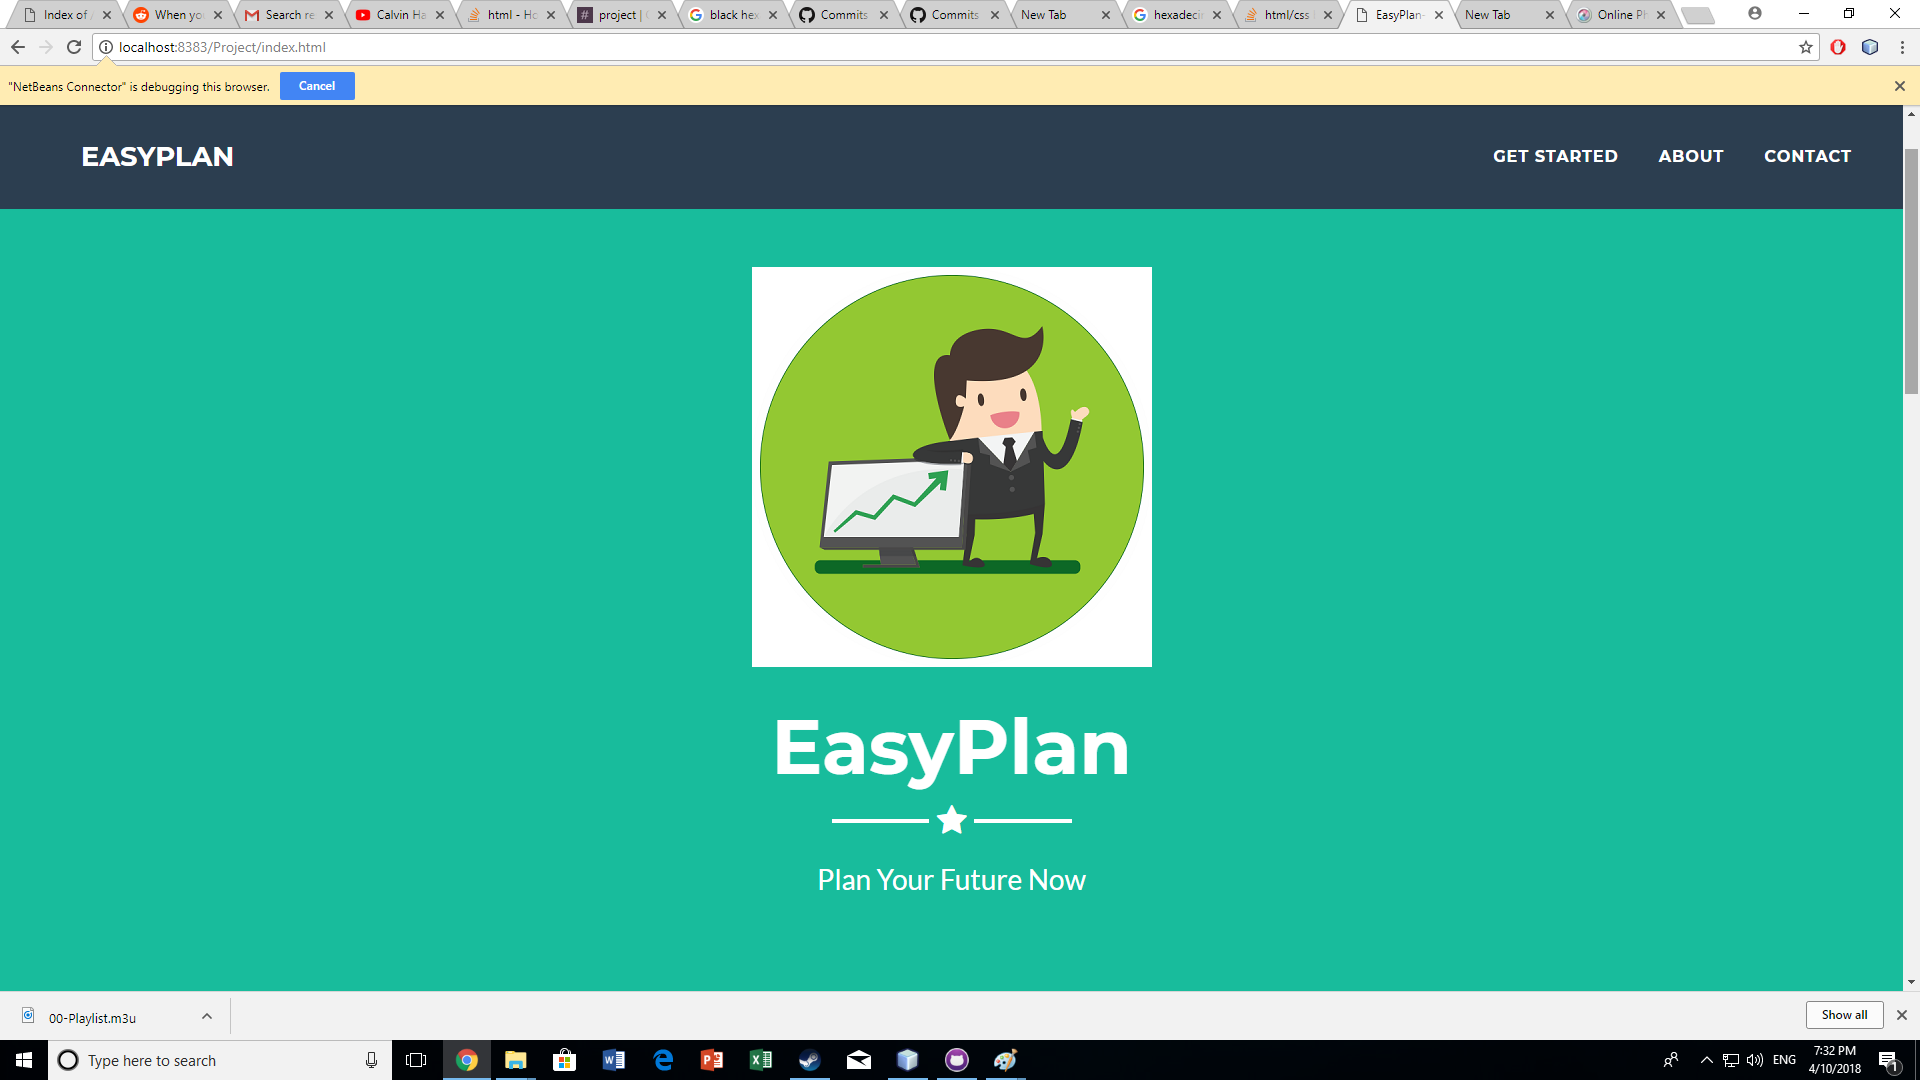 Index of
When yo
Search re
Calvin Ha
html - Ho
project |
black hex
Commits
Commits
New Tab
hexadecir
html/css
EasyPlan-
New Tab
Online Ph
localhost:8383/Project/index.html
"NetBeans Connector" is debugging this browser.
Cancel
EASYPLAN
GET STARTED
ABOUT
CONTACT
EasyPlan
Plan Your Future Now
00-Playlist.m3u
Show all
Type here to search
ENG
7:32 PM
4/10/2018
1